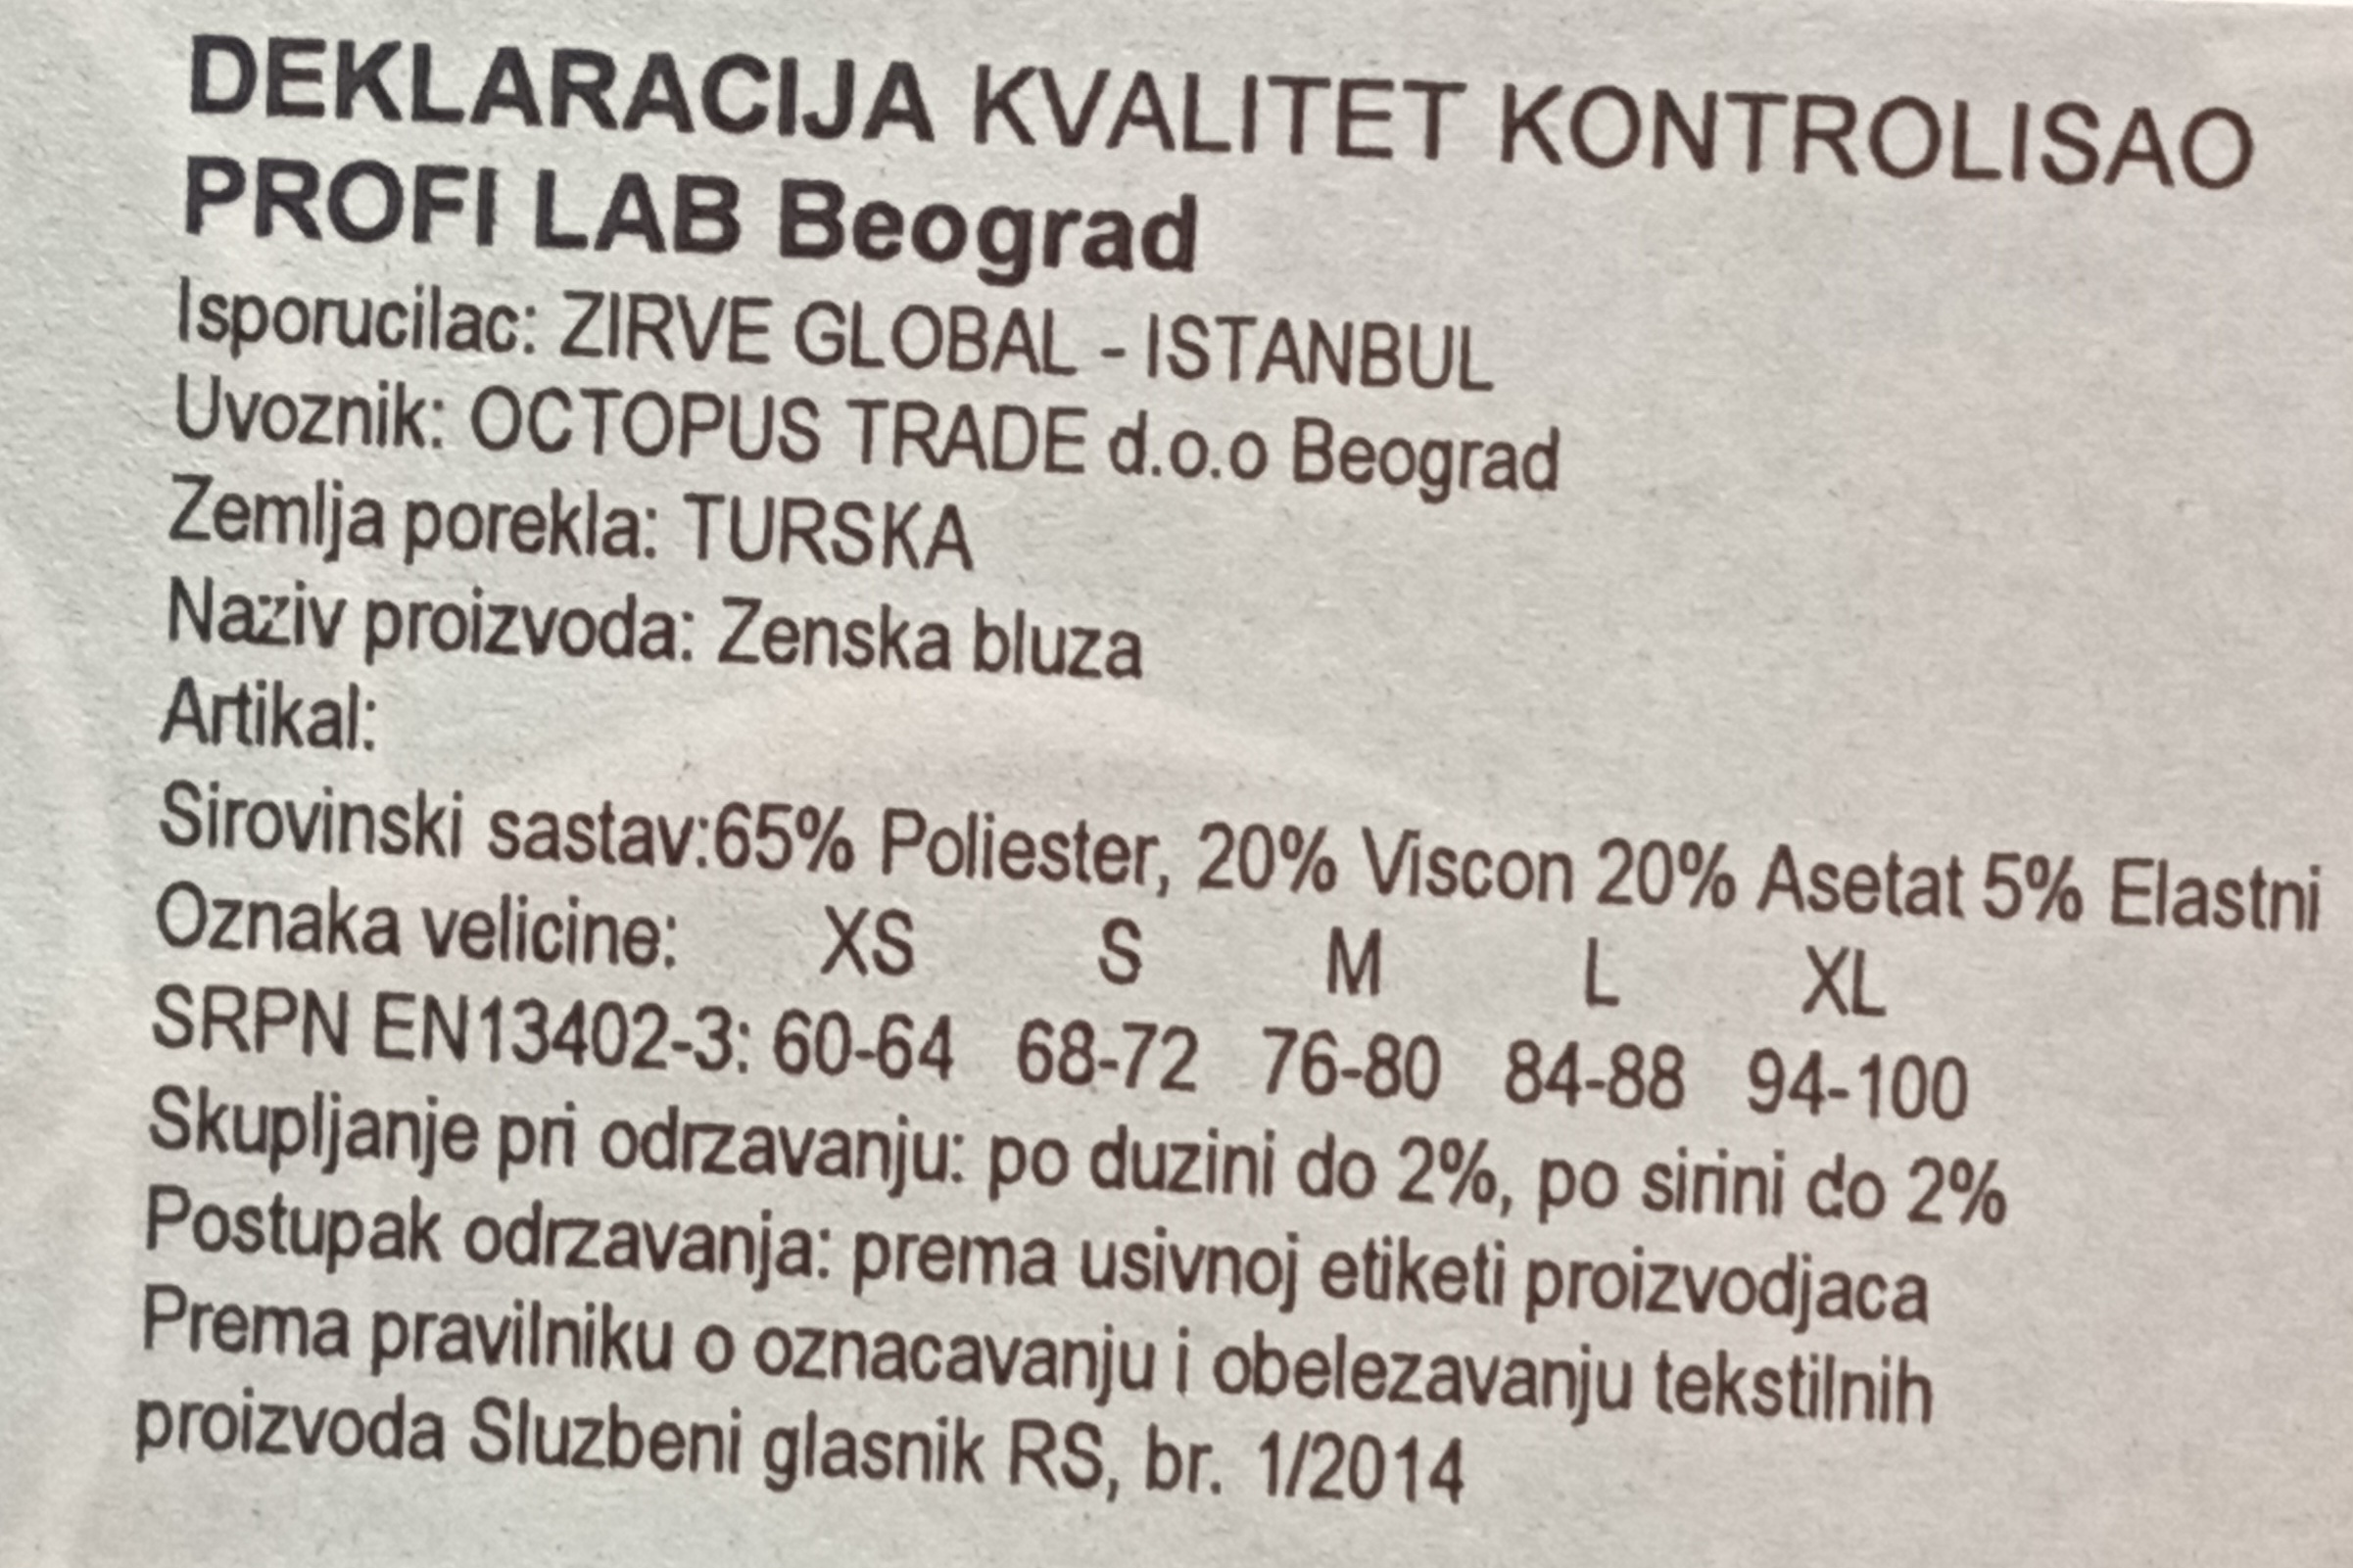 DEKLARACIJA KVALITET KONTROLISAO
PROFI LAB Beograd
Isporucilac: ZIRVE GLOBAL - ISTANBUL
Uvoznik: OCTOPUS TRADE d.o.o Beograd
Zemlja porekla: TURSKA
Naziv proizvoda: Zenska bluza
Artikal:
Sirovinski sastav:65% Poliester, 20% Viscon 20% Asetat 5% Elastni
Oznaka velicine: XS S M L XL
SRPN EN13402-3: 60-64 68-72 76-80 84-88 94-100
Skupljanje pri odrzavanju: po duzini do 2%, po sirini do 2%
Postupak odrzavanja: prema usivnoj etiketi proizvodjaca
Prema pravilniku o oznacavanju i obelezavanju tekstilnih
proizvoda Sluzbeni glasnik RS, br. 1/2014